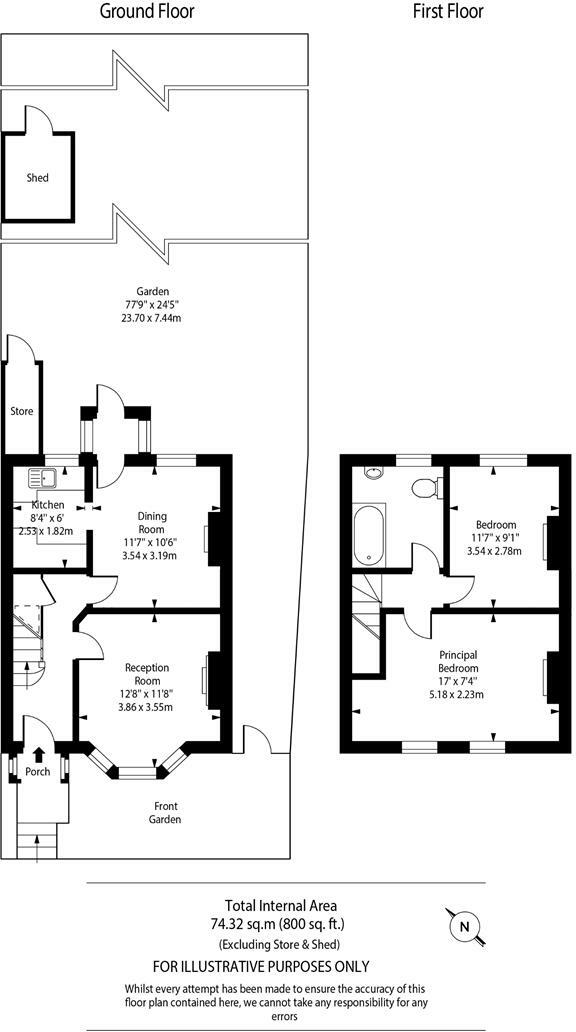 Ground Floor
First Floor
Shed
Garden
77'9" x 24'5"
23.70 x 7.44m
Store
Kitchen
8'4" x 6'
2.53 x 1.82m
Dining
Room
11'7" x 10'6"
3.54 x 3.19m
Bedroom
11'7" x 9'1"
3.54 x 2.78m
Reception
Room
12'8" x 11'8"
3.86 x 3.55m
Principal
Bedroom
17' x 7'4"
5.18 x 2.23m
Porch
Front
Garden
Total Internal Area
74.32 sq.m (800 sq. ft.)
(Excluding Store & Shed)
N
FOR ILLUSTRATIVE PURPOSES ONLY
Whilst every attempt has been made to ensure the accuracy of this
floor plan contained here, we cannot take any responsibility for any
errors